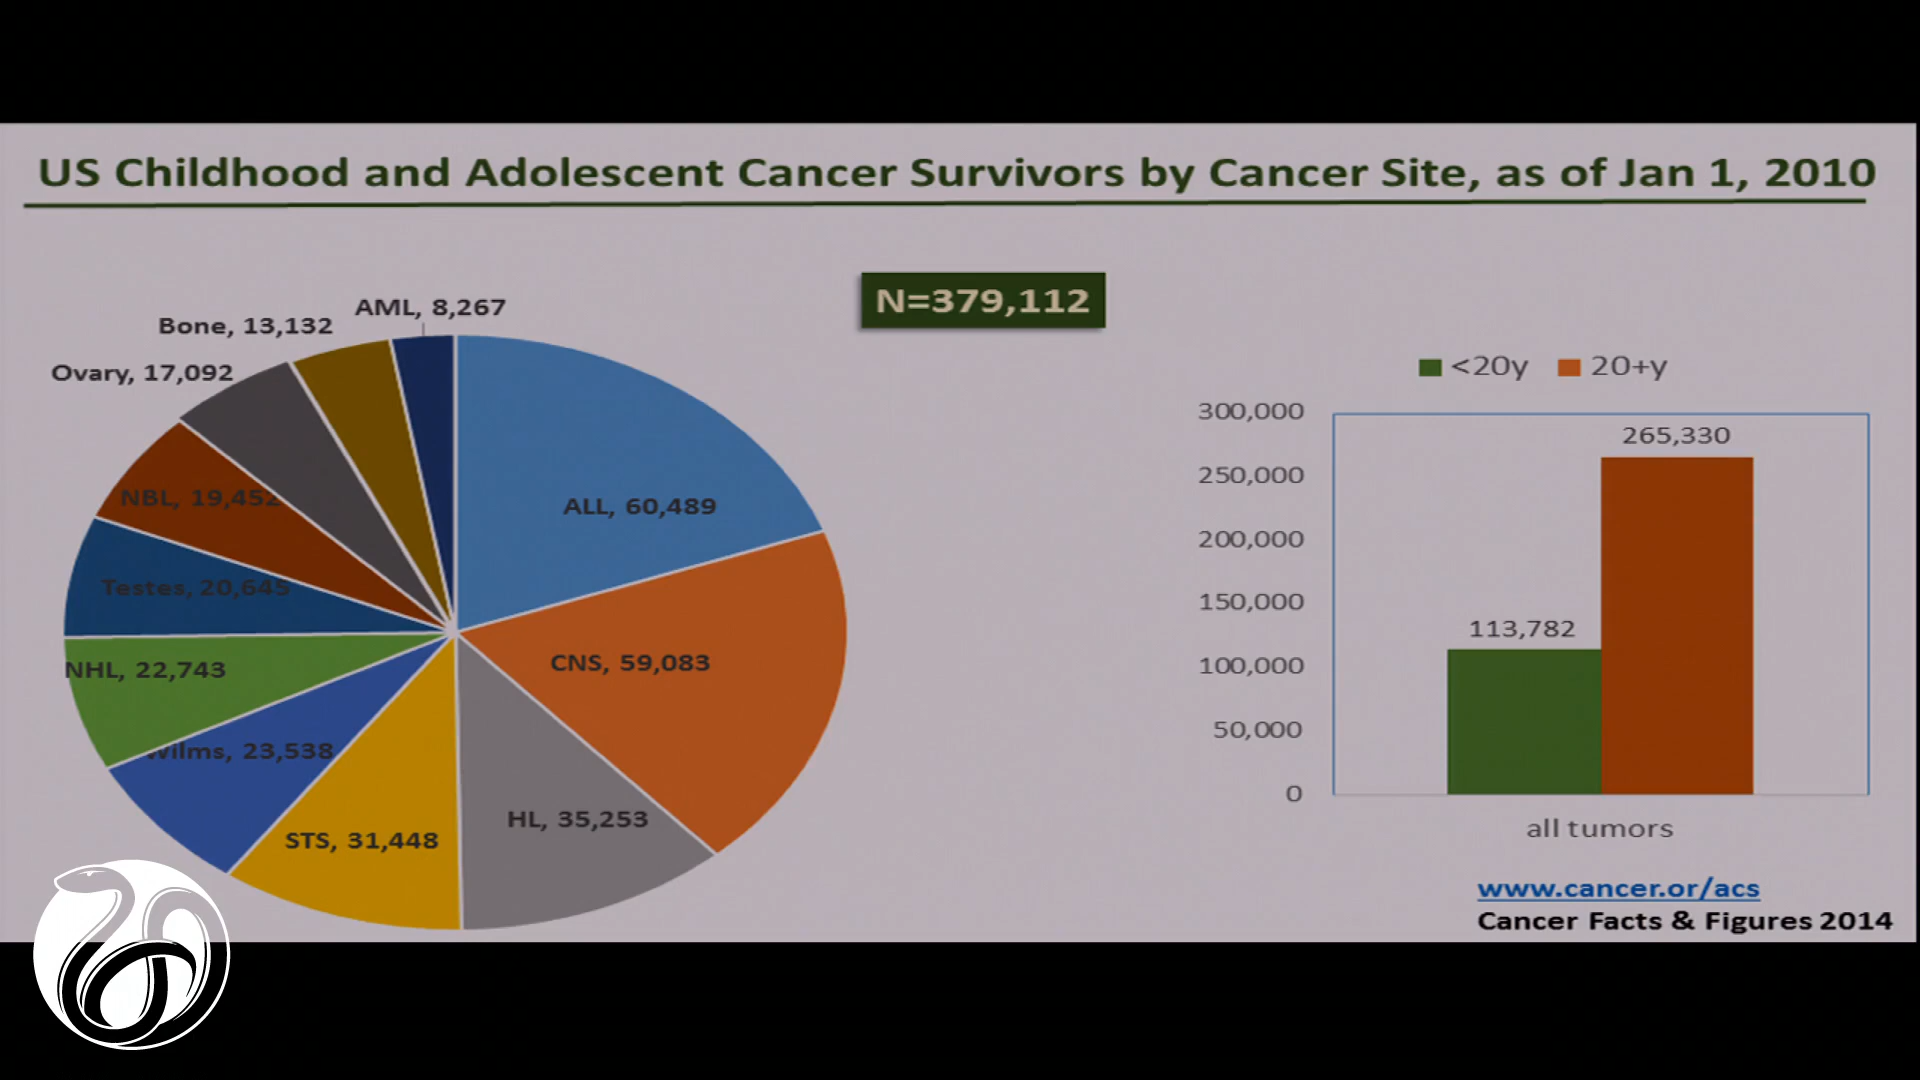 US Childhood and Adolescent Cancer Survivors by Cancer Site, as of Jan 1, 2010
N=379,112
AML, 8,267
Bone, 13,132
Ovary, 17,092
NBL, 19,452
Testes, 20,645
NHL, 22,743
Wilms, 23,538
STS, 31,448
HL, 35,253
CNS, 59,083
ALL, 60,489
<20y 20+y
300,000
250,000
200,000
150,000
100,000
50,000
0
265,330
113,782
all tumors
www.cancer.or/acs
Cancer Facts & Figures 2014